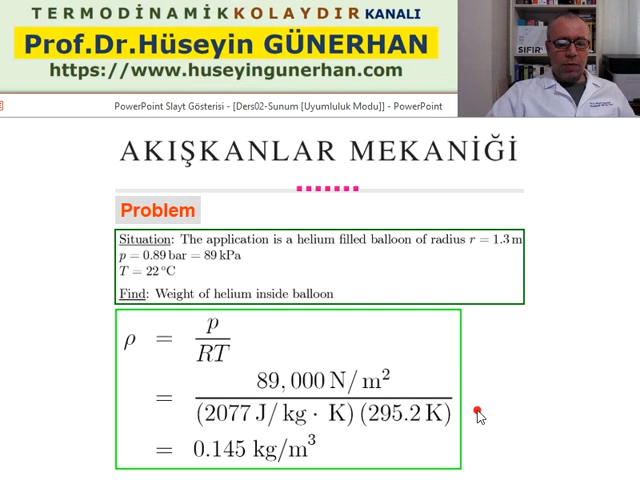 TERMODİNAMİKKOLAYDIR KANALI
Prof.Dr.Hüseyin GÜNERHAN
https://www.huseyingunerhan.com
SIFIR
PowerPoint Slayt Gösterisi - [Ders02-Sunum [Uyumluluk Modu]] - PowerPoint
AKIŞKANLAR MEKANİĞİ
Problem
Situation: The application is a helium filled balloon of radius r = 1.3 m
p = 0.89 bar = 89 kPa
T = 22 °C
Find: Weight of helium inside balloon
ρ = p / RT
= 89,000 N/m² / (2077 J/kg · K) (295.2 K)
= 0.145 kg/m³